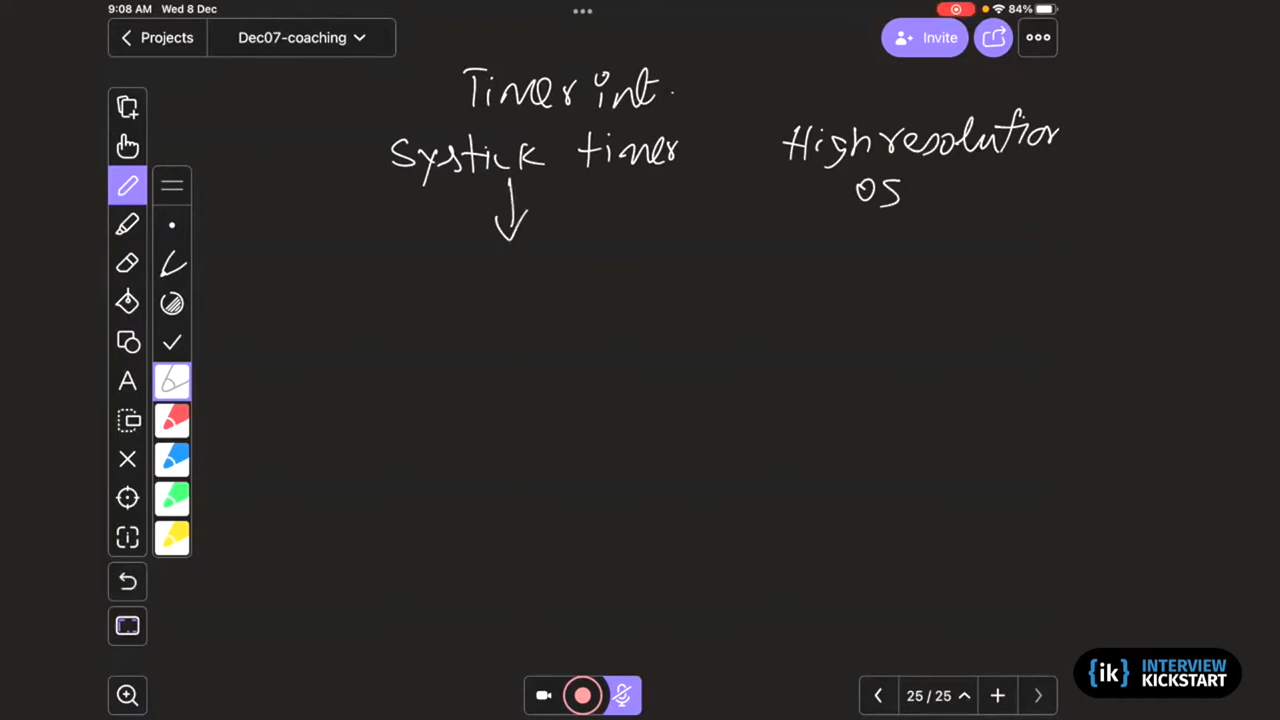 9:08 AM Wed 8 Dec
84%
Projects
Dec07-coaching
Invite
Timer int.
Systick timer
High resolution
OS
A
25 / 25
{ik} INTERVIEW
KICKSTART